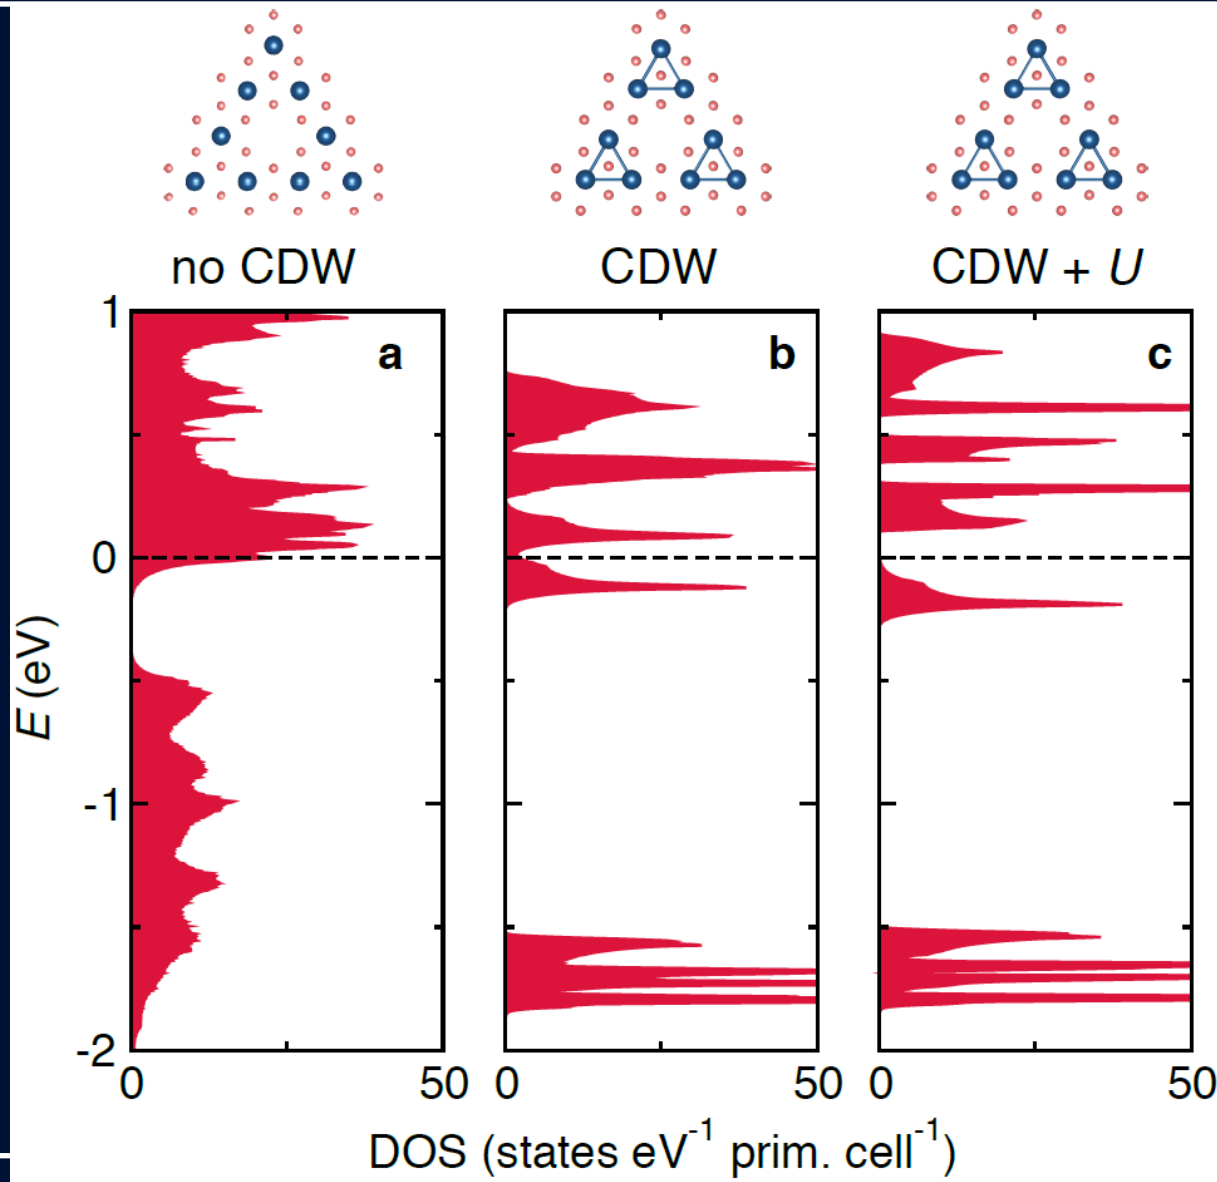 no CDW
CDW
CDW + U
a
b
c
1
0
-1
-2
E (eV)
0
50
0
50
0
50
DOS (states eV⁻¹ prim. cell⁻¹)